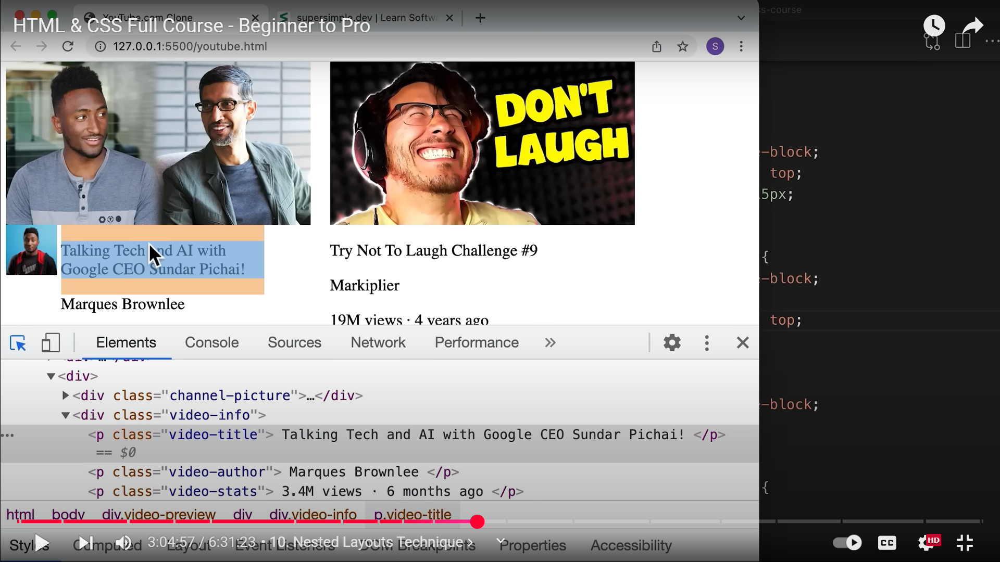 YouTube.com Clone
supersimple.dev | Learn Softw
HTML & CSS Full Course - Beginner to Pro
ss-course
127.0.0.1:5500/youtube.html
S
DON'T
LAUGH
-block;
top;
5px;
{
-block;
top;
-block;
{
Talking Tech and AI with
Google CEO Sundar Pichai!
Marques Brownlee
Try Not To Laugh Challenge #9
Markiplier
19M views · 4 years ago
Elements Console Sources Network Performance »
<div>
<div class="channel-picture">…</div>
<div class="video-info">
<p class="video-title"> Talking Tech and AI with Google CEO Sundar Pichai! </p>
== $0
<p class="video-author"> Marques Brownlee </p>
<p class="video-stats"> 3.4M views · 6 months ago </p>
html body div.video-preview div div.video-info p.video-title
Styles Computed Layout Event Listeners DOM Breakpoints Properties Accessibility
3:04:57 / 6:31:23 • 10. Nested Layouts Technique ›
CC
HD